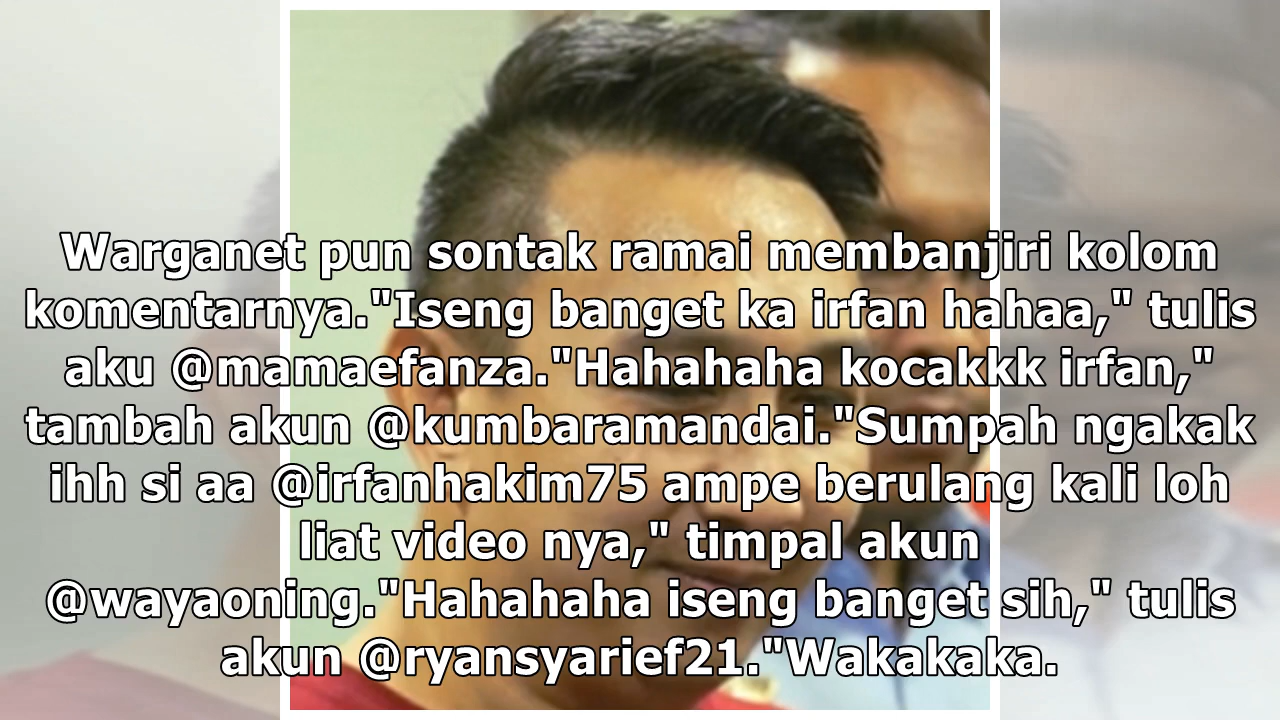 Warganet pun sontak ramai membanjiri kolom
komentarnya."Iseng banget ka irfan hahaa," tulis
aku @mamaefanza."Hahahaha kocakkk irfan,"
tambah akun @kumbaramandai."Sumpah ngakak
ihh si aa @irfanhakim75 ampe berulang kali loh
liat video nya," timpal akun
@wayaoning."Hahahaha iseng banget sih," tulis
akun @ryansyarief21."Wakakaka.